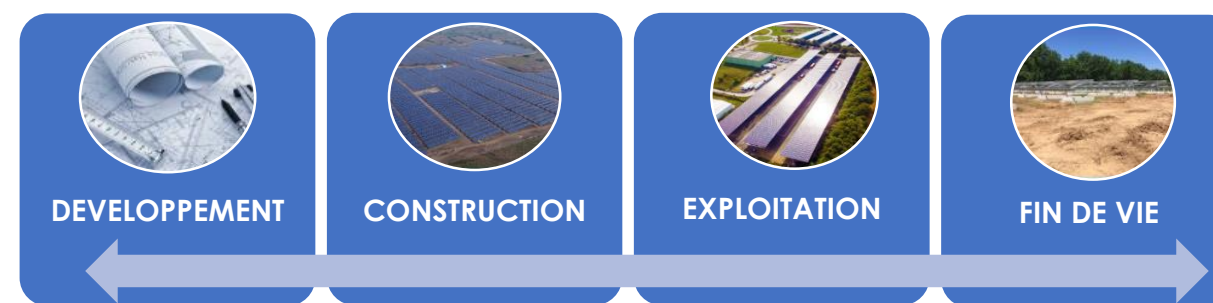 DEVELOPPEMENT
CONSTRUCTION
EXPLOITATION
FIN DE VIE